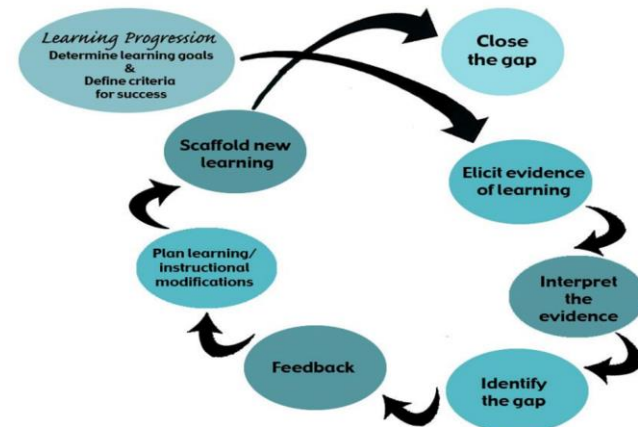 Learning Progression
Determine learning goals
&
Define criteria
for success
Close
the gap
Scaffold new
learning
Elicit evidence
of learning
Plan learning/
instructional
modifications
Interpret
the
evidence
Feedback
Identify
the gap